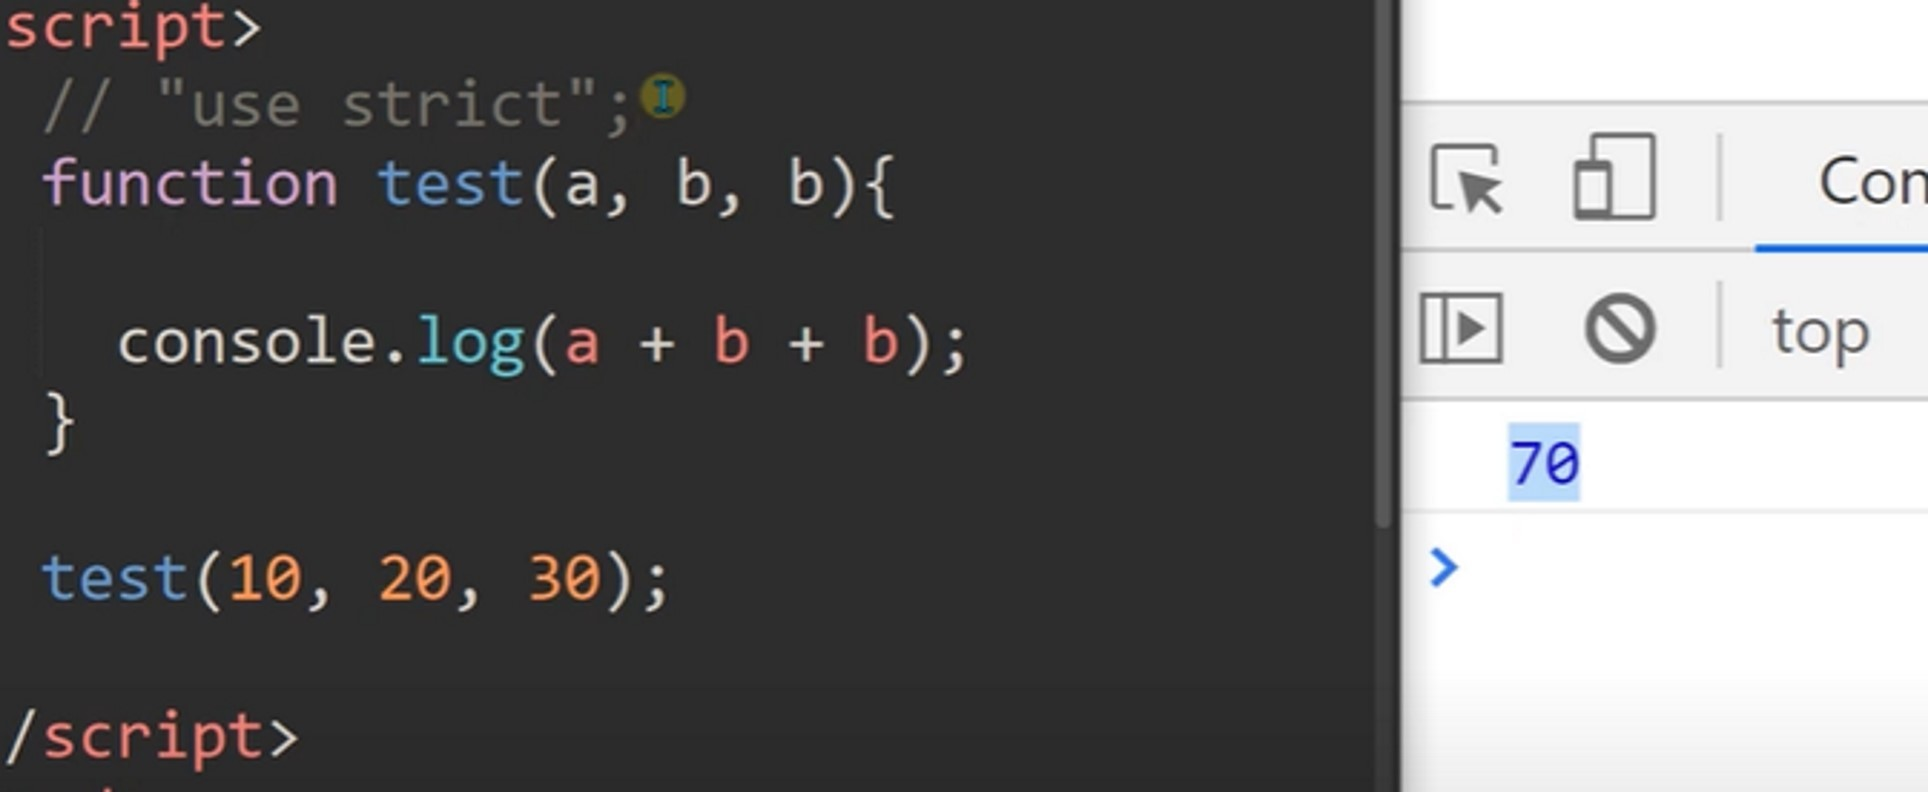 script>
// "use strict";
function test(a, b, b){
console.log(a + b + b);
}
test(10, 20, 30);
/script>
Con
top
70
>